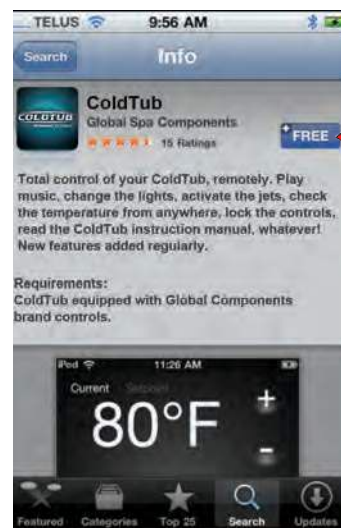 TELUS 9:56 AM
Search Info
COLDTUB
ColdTub
Global Spa Components
15 Ratings
FREE
Total control of your ColdTub, remotely. Play
music, change the lights, activate the jets, check
the temperature from anywhere, lock the controls,
read the ColdTub instruction manual, whatever!
New features added regularly.
Requirements:
ColdTub equipped with Global Components
brand controls.
iPod 11:26 AM
Current Setpoint
80°F + -
Featured Categories Top 25 Search Updates